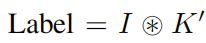 Label = I ⊛ K′